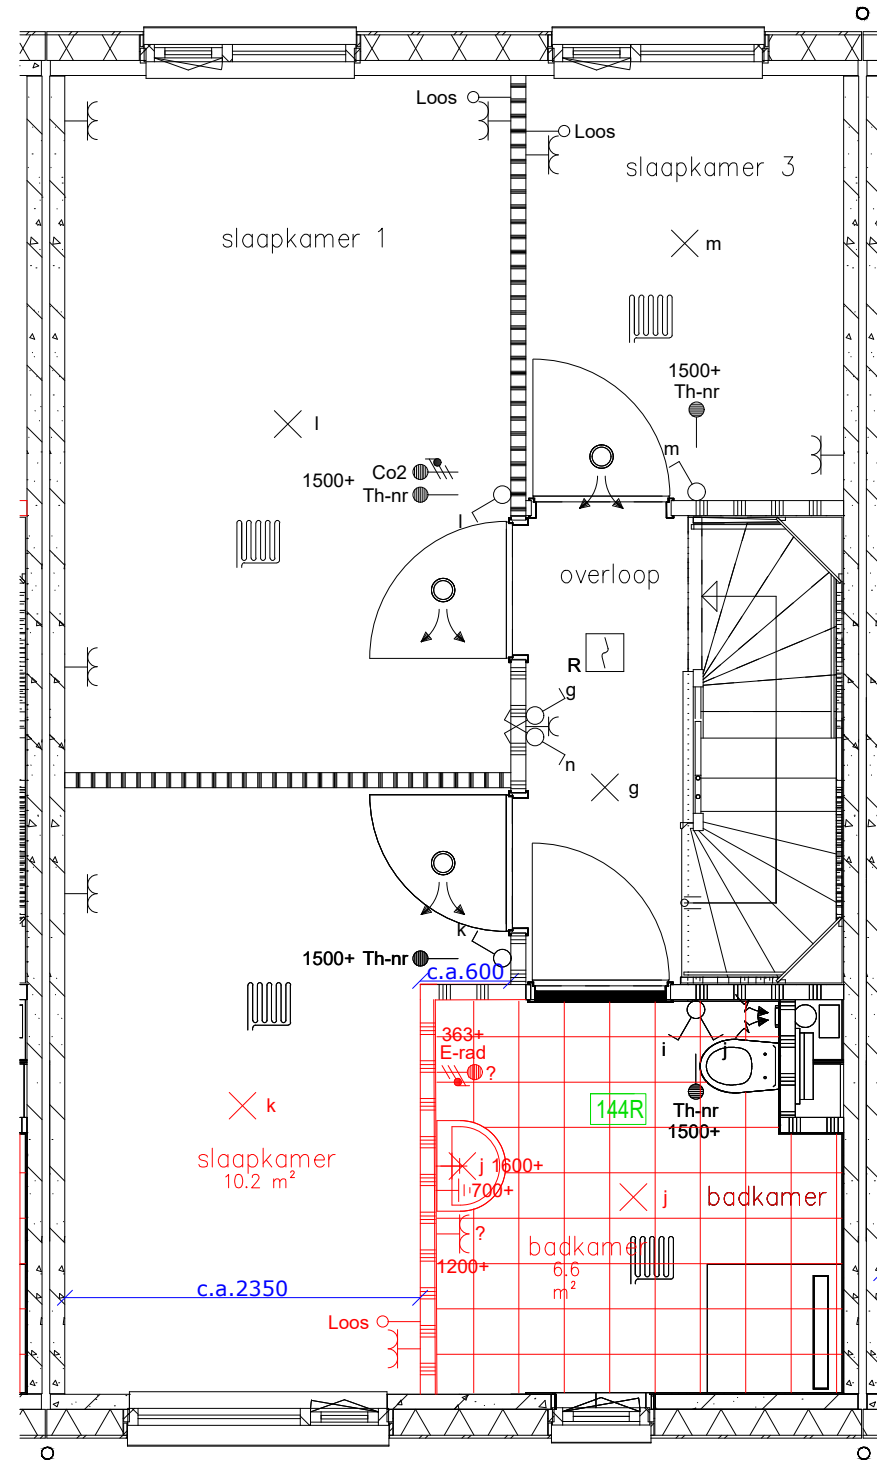 Loos
Loos
slaapkamer 3
slaapkamer 1
m
1500+
Th-nr
l
m
Co2
1500+
Th-nr
l
overloop
R
g
n
g
k
1500+ Th-nr
c.a.600
363+
E-rad
?
i
j
144R
Th-nr
1500+
k
slaapkamer
10.2 m²
j 1600+
700+
j
badkamer
?
badkamer
6.6
m²
1200+
c.a.2350
Loos